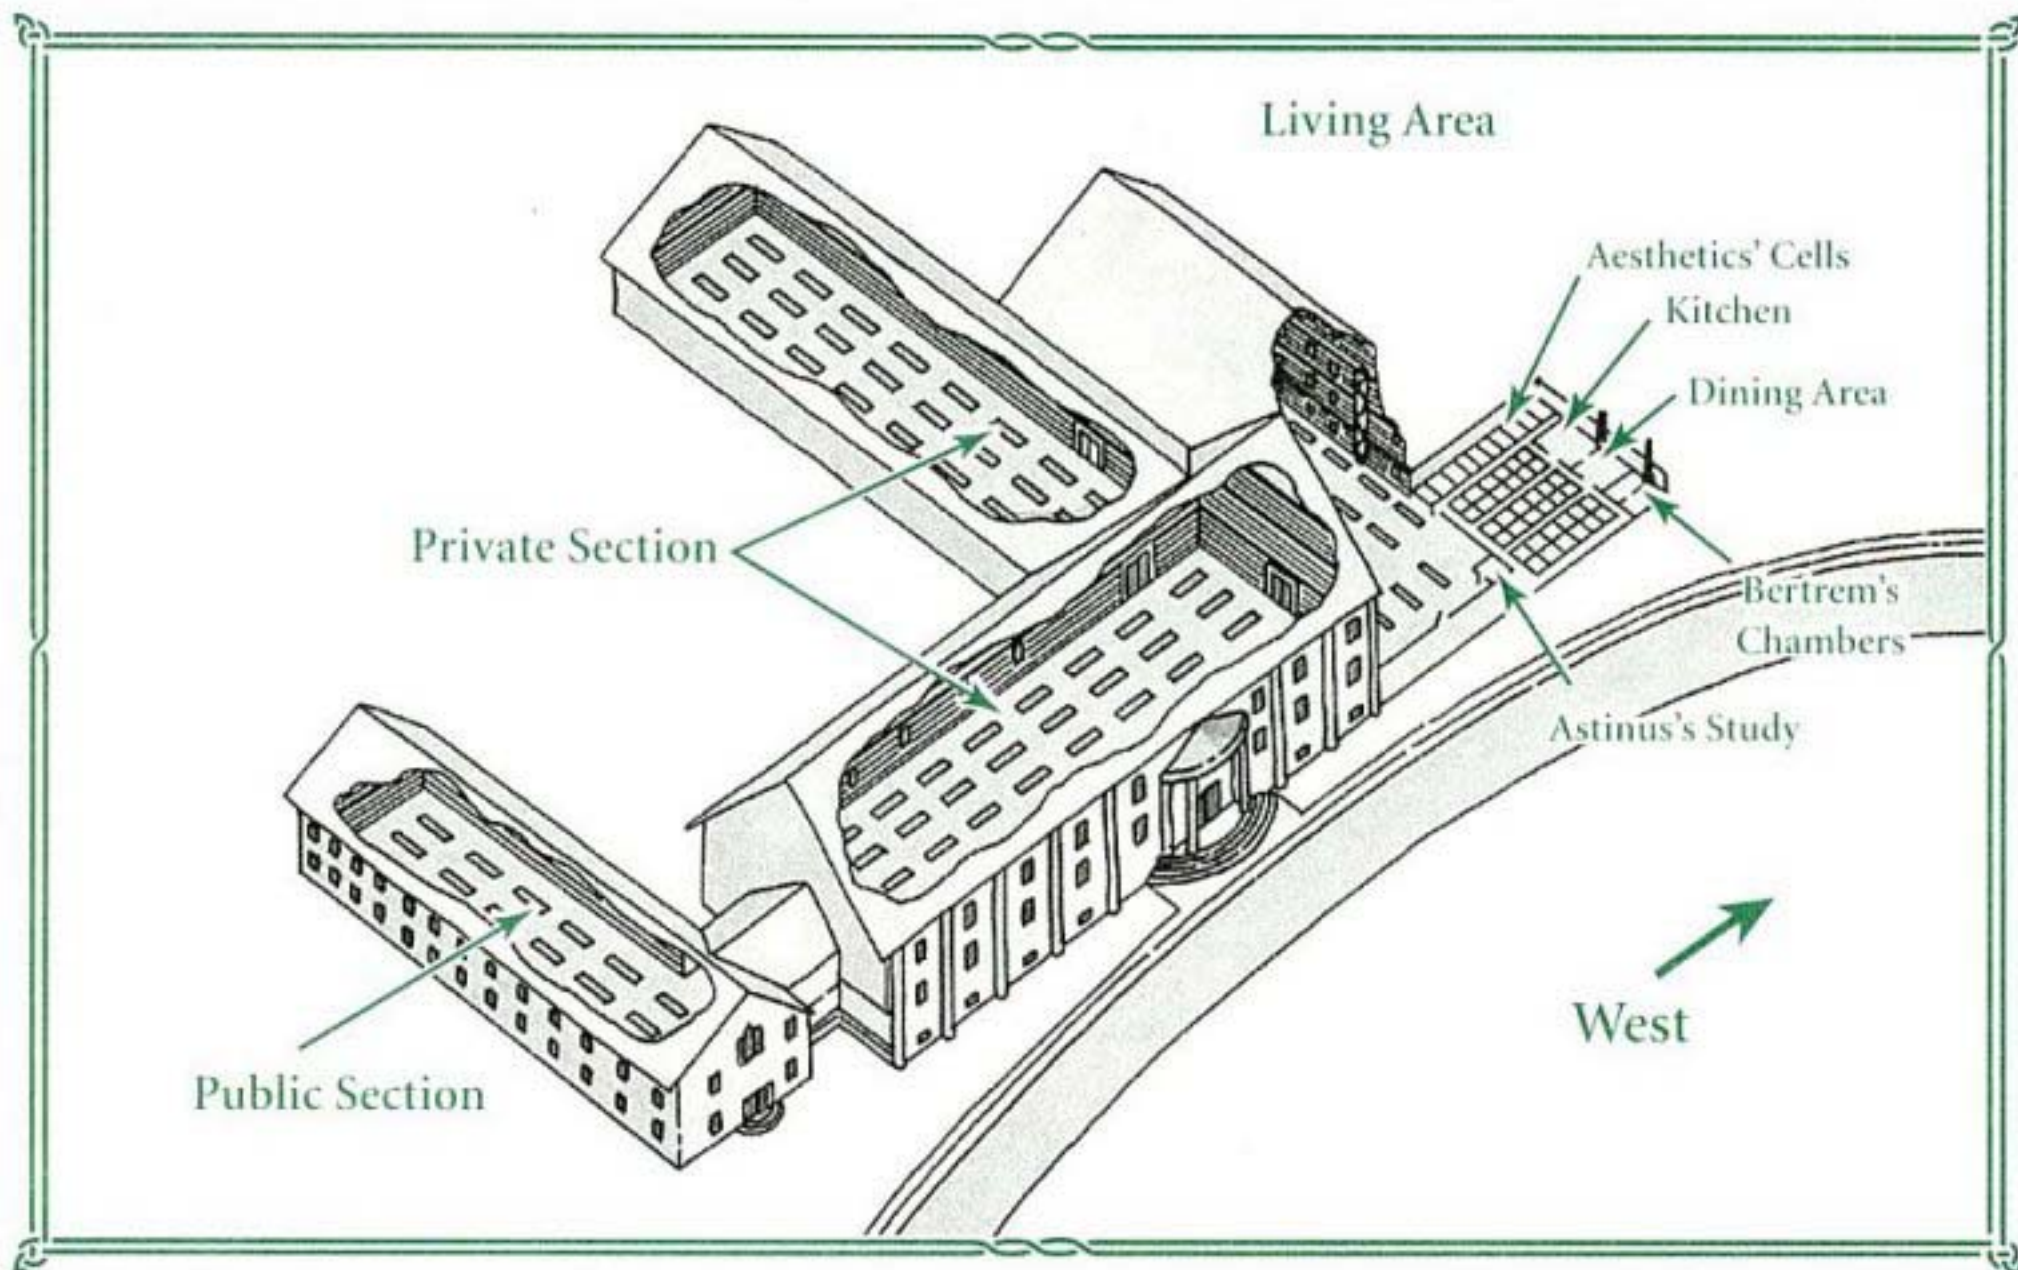 Living Area
Aesthetics' Cells
Kitchen
Dining Area
Private Section
Bertrem's
Chambers
Astinus's Study
West
Public Section